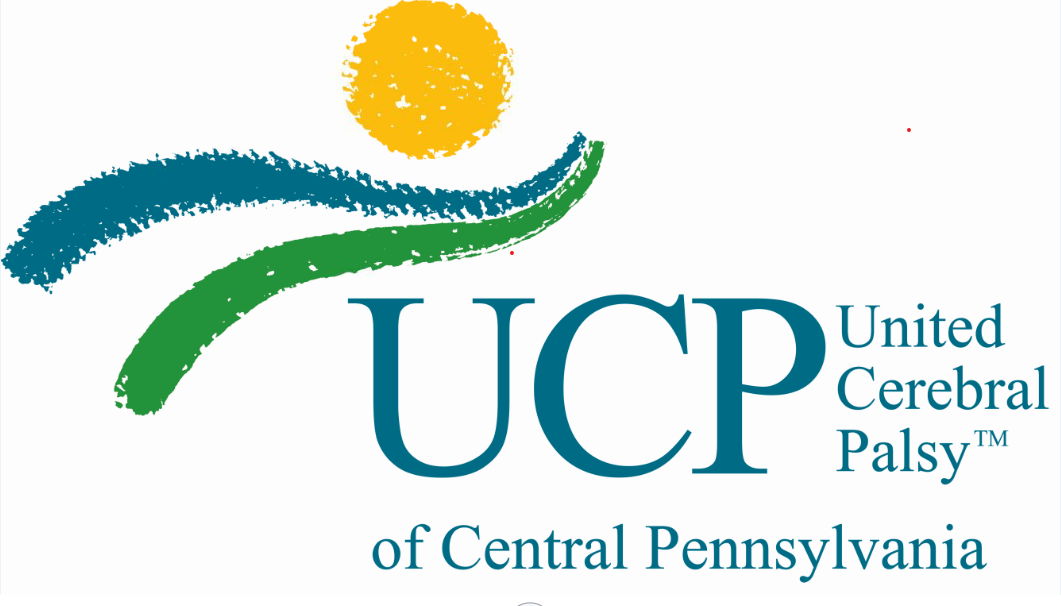 UCP
United
Cerebral
Palsy™
of Central Pennsylvania